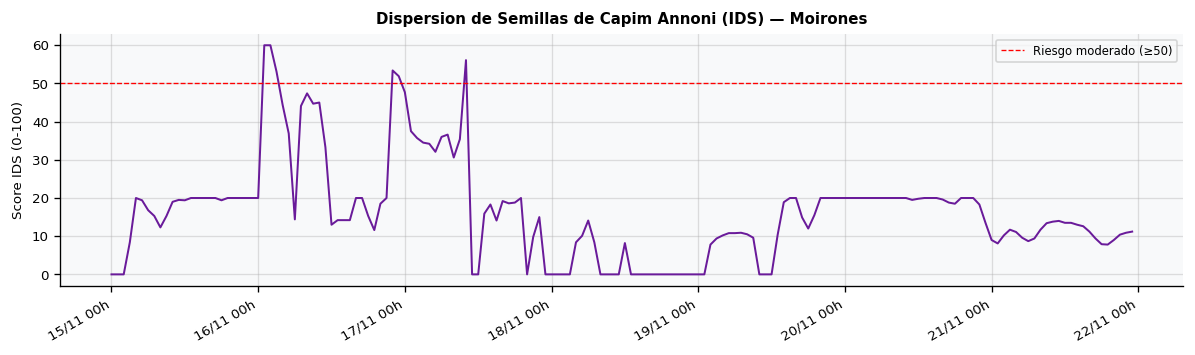 Dispersion de Semillas de Capim Annoni (IDS) — Moirones
Score IDS (0-100)
60
50
40
30
20
10
0
Riesgo moderado (≥50)
15/11 00h
16/11 00h
17/11 00h
18/11 00h
19/11 00h
20/11 00h
21/11 00h
22/11 00h